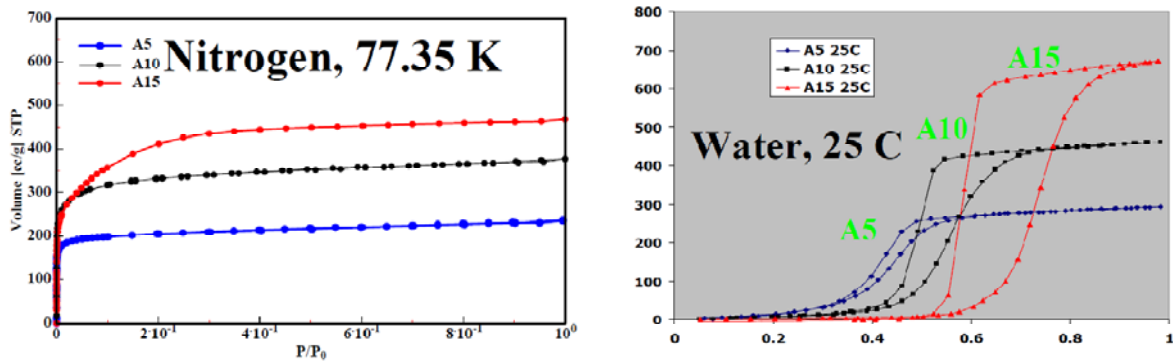 700
600
500
400
300
200
100
0
Volume [cc/g] STP
A5
A10
A15
Nitrogen, 77.35 K
0 2·10⁻¹ 4·10⁻¹ 6·10⁻¹ 8·10⁻¹ 10⁰
P/P₀
800
700
600
500
400
300
200
100
0
A5 25C
A10 25C
A15 25C
Water, 25 C
A15
A10
A5
0 0.2 0.4 0.6 0.8 1